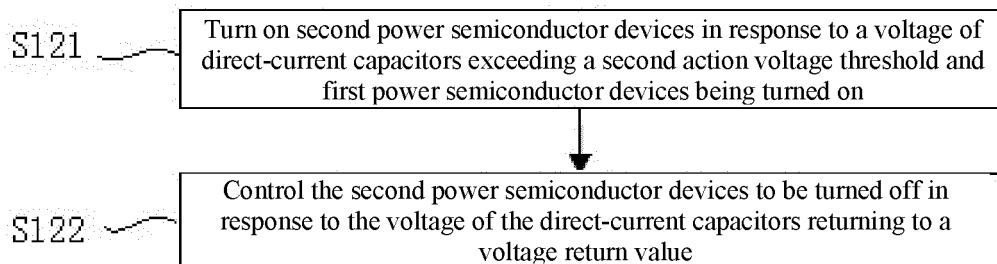 S121
Turn on second power semiconductor devices in response to a voltage of
direct-current capacitors exceeding a second action voltage threshold and
first power semiconductor devices being turned on
S122
Control the second power semiconductor devices to be turned off in
response to the voltage of the direct-current capacitors returning to a
voltage return value